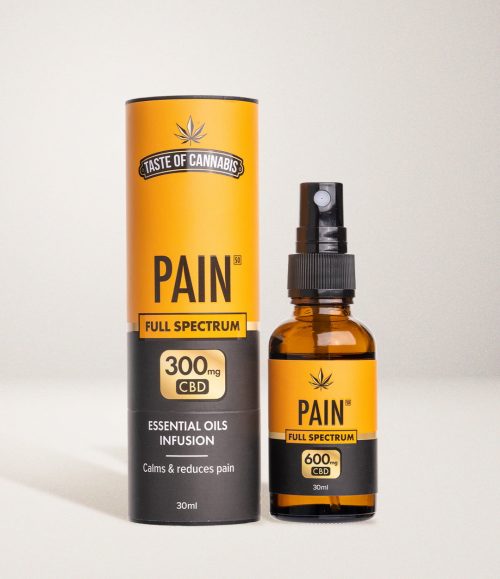 TASTE OF CANNABIS
PAIN 50
FULL SPECTRUM
300mg
CBD
ESSENTIAL OILS
INFUSION
Calms & reduces pain
30ml
PAIN
FULL SPECTRUM
600mg
CBD
30ml